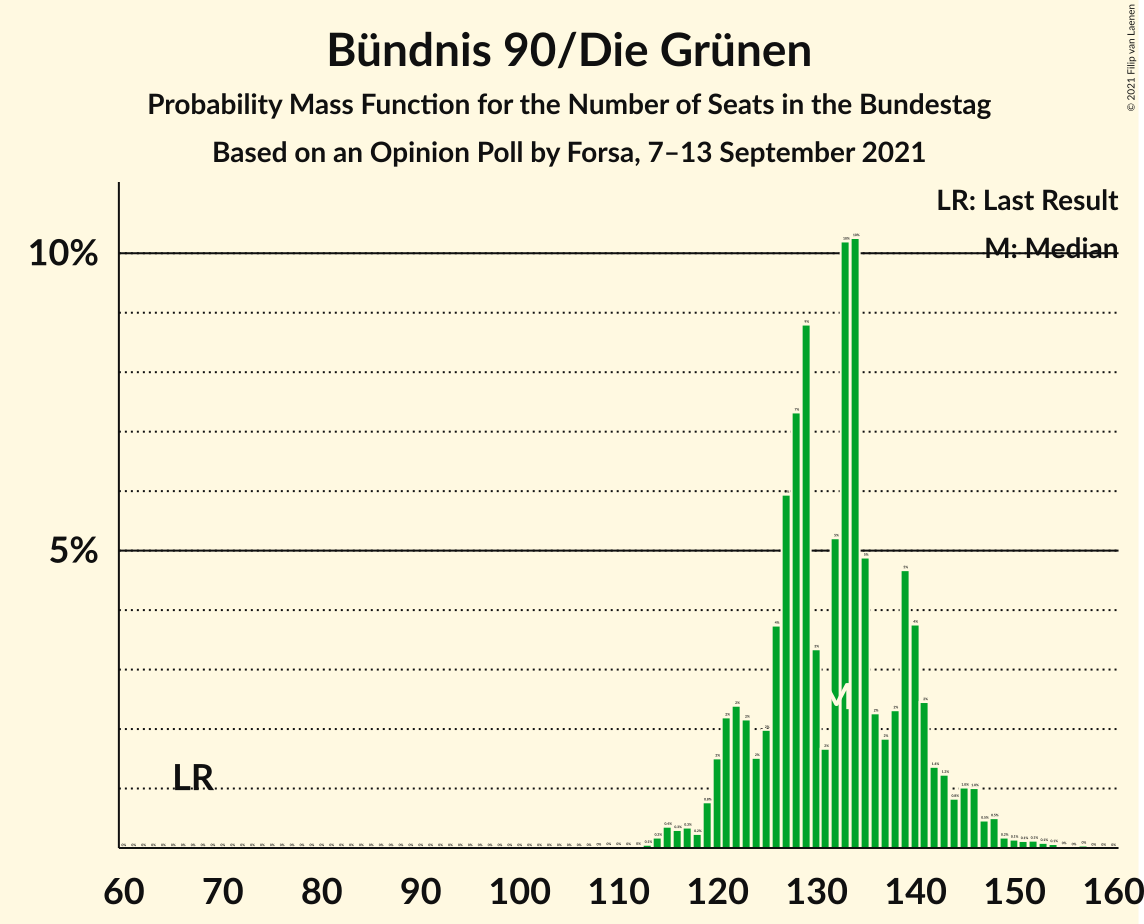 Bündnis 90/Die Grünen
Probability Mass Function for the Number of Seats in the Bundestag
Based on an Opinion Poll by Forsa, 7–13 September 2021
© 2021 Filip van Laenen
LR: Last Result
M: Median
10%
5%
LR
M
60 70 80 90 100 110 120 130 140 150 160